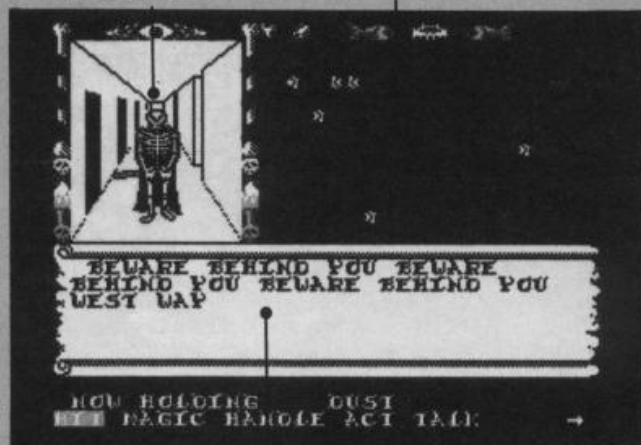 BEWARE BEHIND YOU BEWARE
BEHIND YOU BEWARE BEHIND YOU
WEST WAY
NOW HOLDING DUST
HIT MAGIC HANDLE ACT TALK →